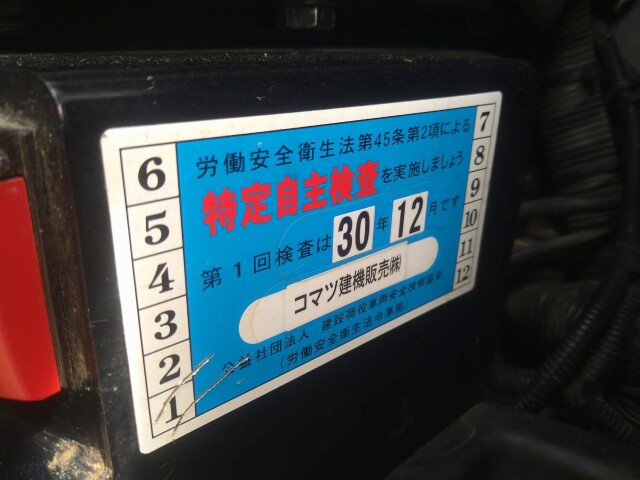 労働安全衛生法第45条第2項による
特定自主検査を実施しましょう
第1回検査は30年12月です
コマツ建機販売㈱
公益社団法人 建設荷役車両安全技術協会
(労働安全衛生法令準拠)
6
5
4
3
2
1
7
8
9
10
11
12